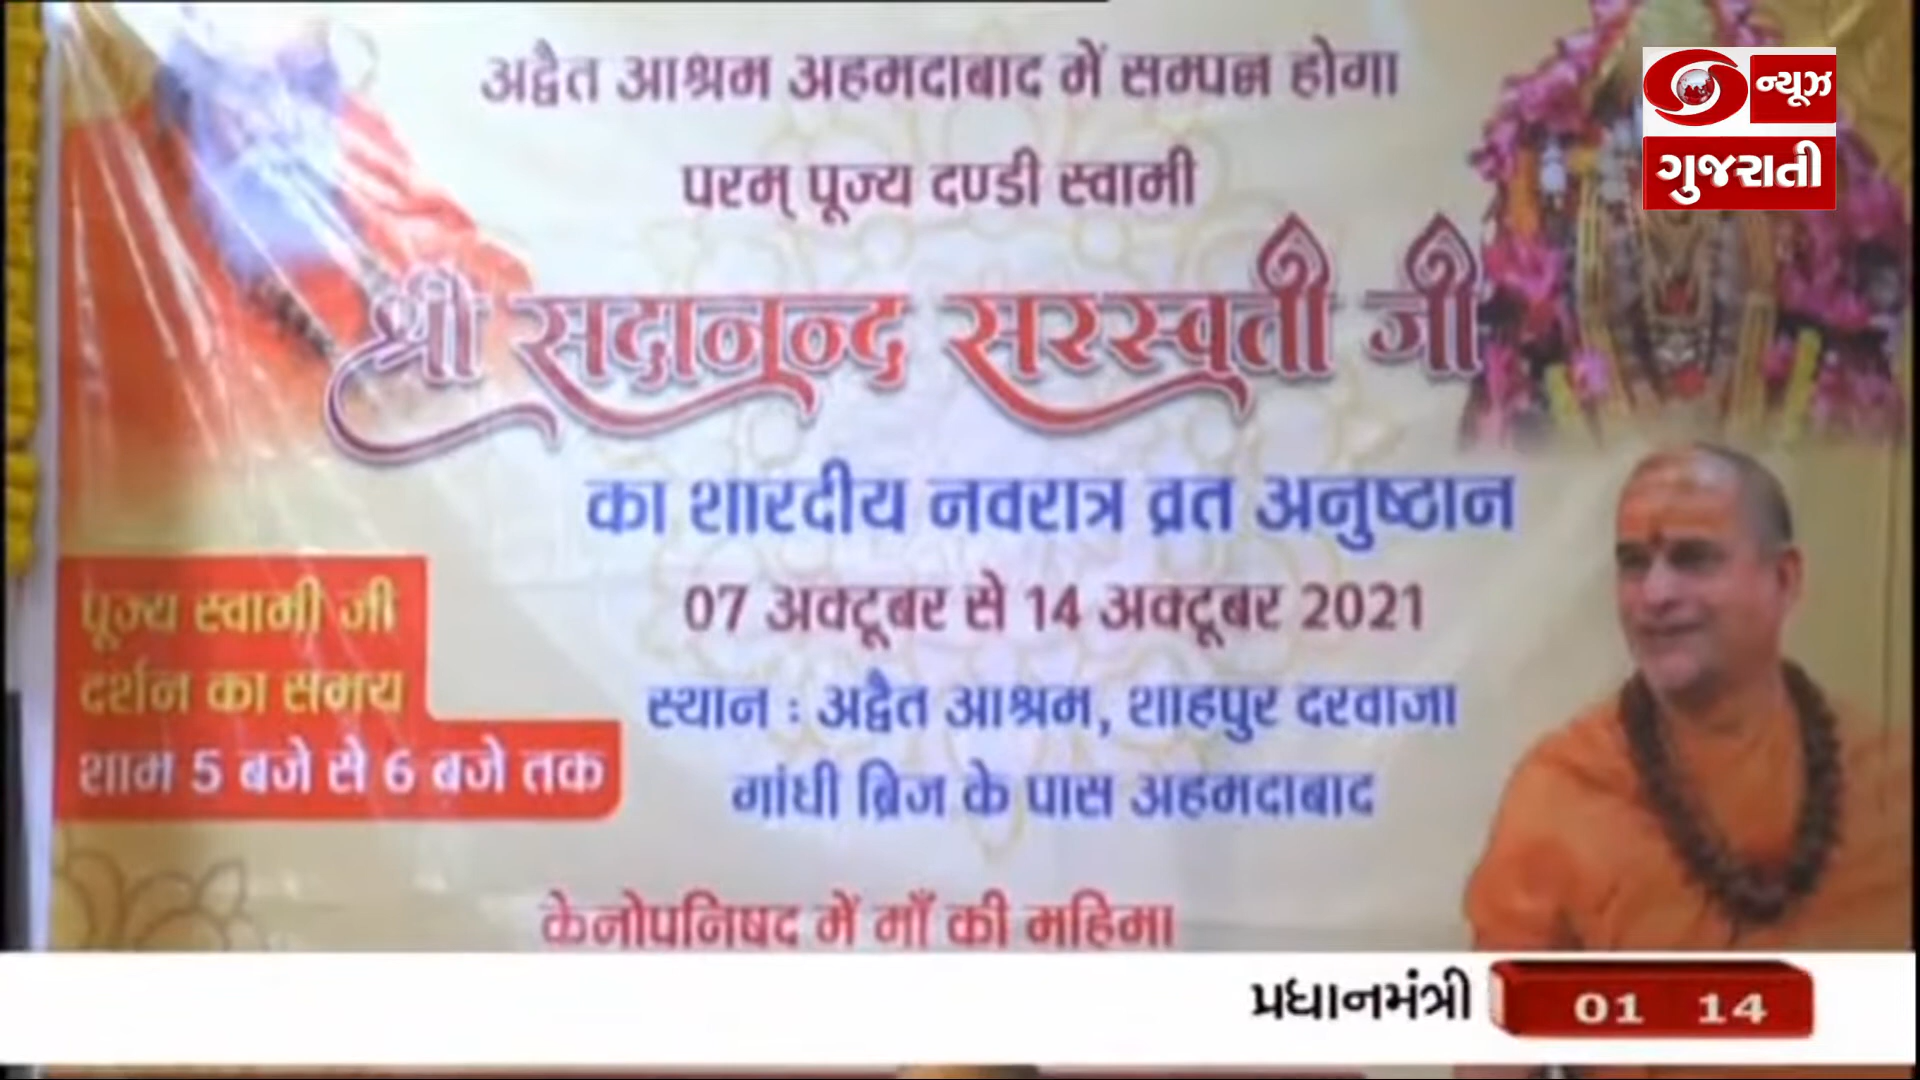 अद्वैत आश्रम अहमदाबाद में सम्पन्न होगा
परम् पूज्य दण्डी स्वामी
श्री सदानन्द सरस्वती जी
का शारदीय नवरात्र व्रत अनुष्ठान
07 अक्टूबर से 14 अक्टूबर 2021
स्थान : अद्वैत आश्रम, शाहपुर दरवाजा
गांधी ब्रिज के पास अहमदाबाद
केनोपनिषद में माँ की महिमा
पूज्य स्वामी जी
दर्शन का समय
शाम 5 बजे से 6 बजे तक
न्यूज़
ગુજરાતી
પ્રધાનમંત્રી
01 14